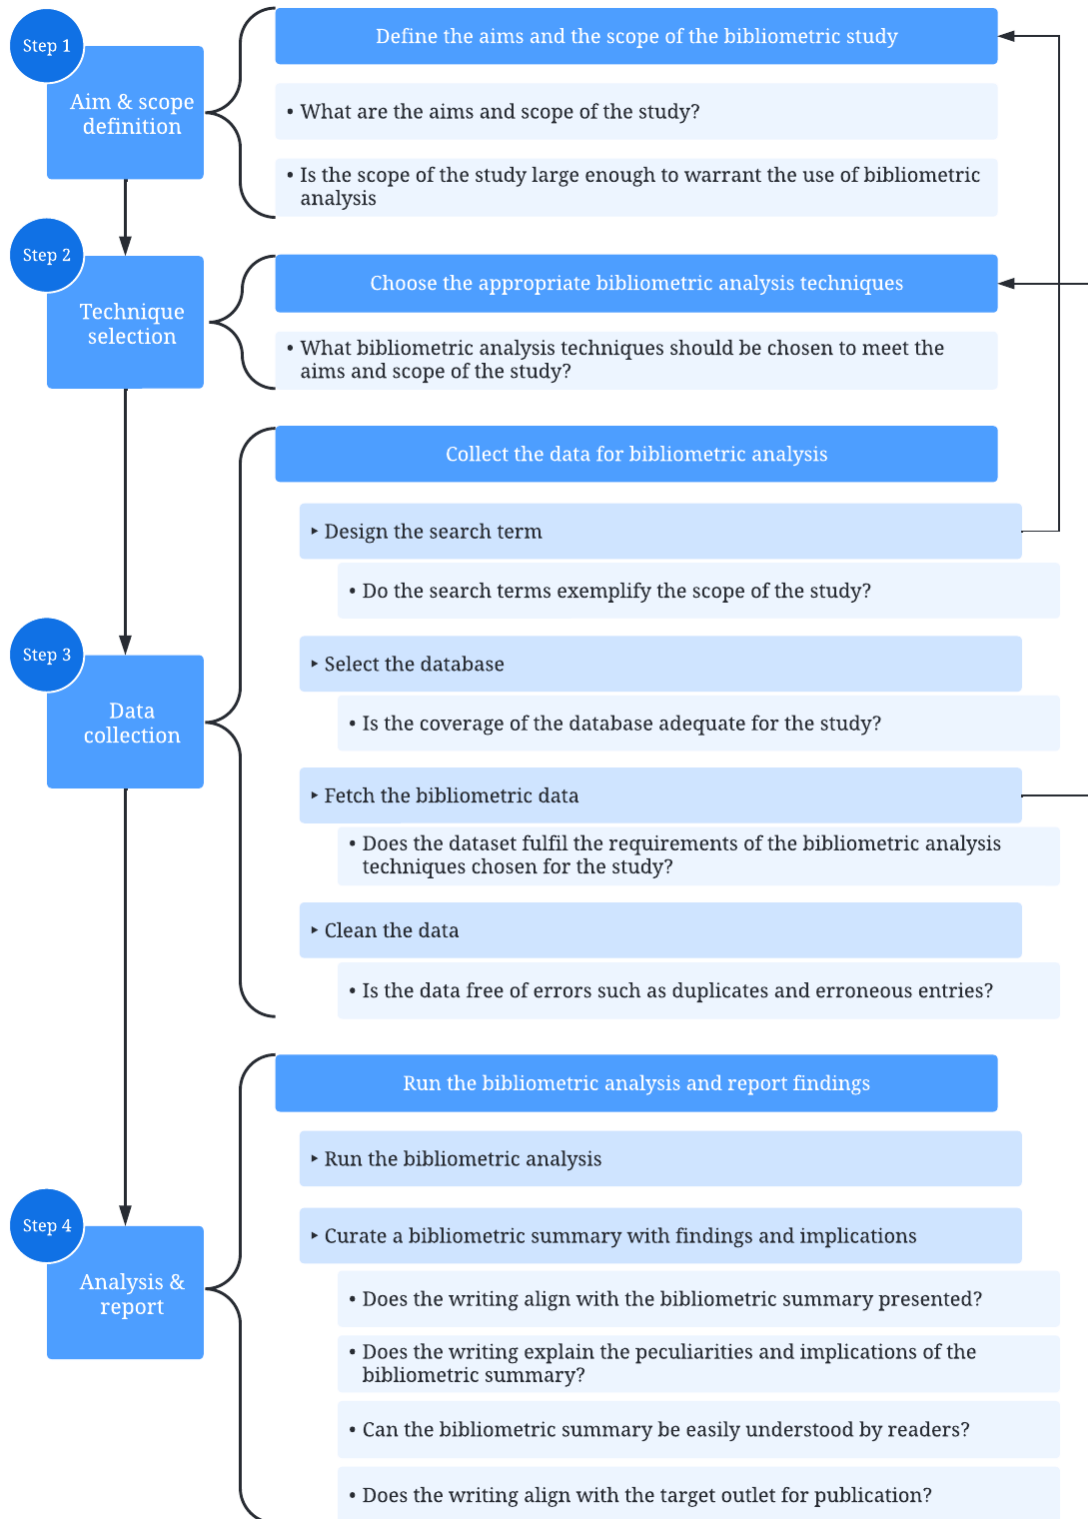 Step 1
Aim & scope
definition
Define the aims and the scope of the bibliometric study
• What are the aims and scope of the study?
• Is the scope of the study large enough to warrant the use of bibliometric
analysis
Step 2
Technique
selection
Choose the appropriate bibliometric analysis techniques
• What bibliometric analysis techniques should be chosen to meet the
aims and scope of the study?
Step 3
Data
collection
Collect the data for bibliometric analysis
‣ Design the search term
• Do the search terms exemplify the scope of the study?
‣ Select the database
• Is the coverage of the database adequate for the study?
‣ Fetch the bibliometric data
• Does the dataset fulfil the requirements of the bibliometric analysis
techniques chosen for the study?
‣ Clean the data
• Is the data free of errors such as duplicates and erroneous entries?
Step 4
Analysis &
report
Run the bibliometric analysis and report findings
‣ Run the bibliometric analysis
‣ Curate a bibliometric summary with findings and implications
• Does the writing align with the bibliometric summary presented?
• Does the writing explain the peculiarities and implications of the
bibliometric summary?
• Can the bibliometric summary be easily understood by readers?
• Does the writing align with the target outlet for publication?